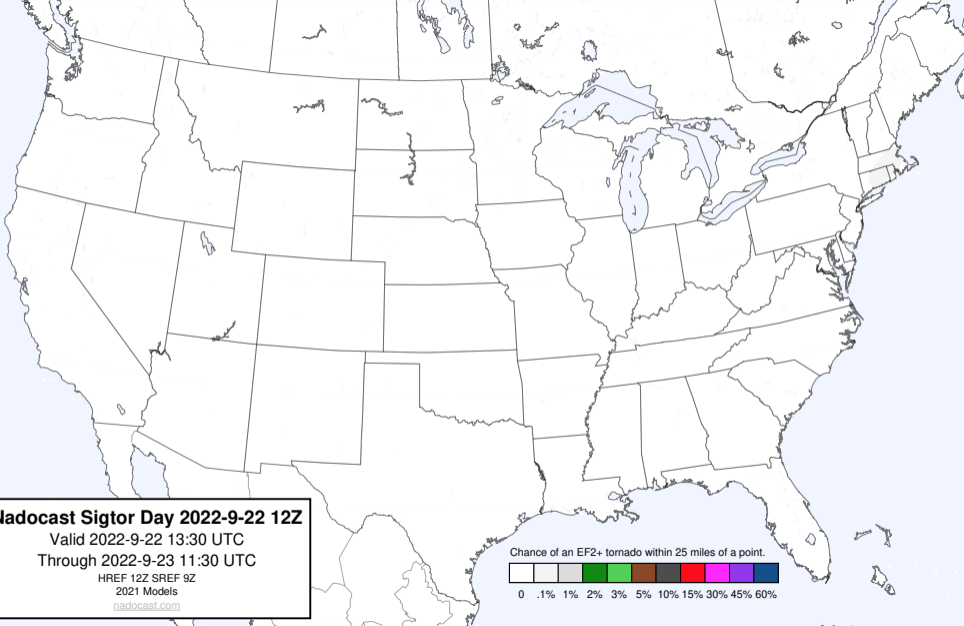 Nadocast Sigtor Day 2022-9-22 12Z
Valid 2022-9-22 13:30 UTC
Through 2022-9-23 11:30 UTC
HREF 12Z SREF 9Z
2021 Models
nadocast.com
Chance of an EF2+ tornado within 25 miles of a point.
0 .1% 1% 2% 3% 5% 10% 15% 30% 45% 60%